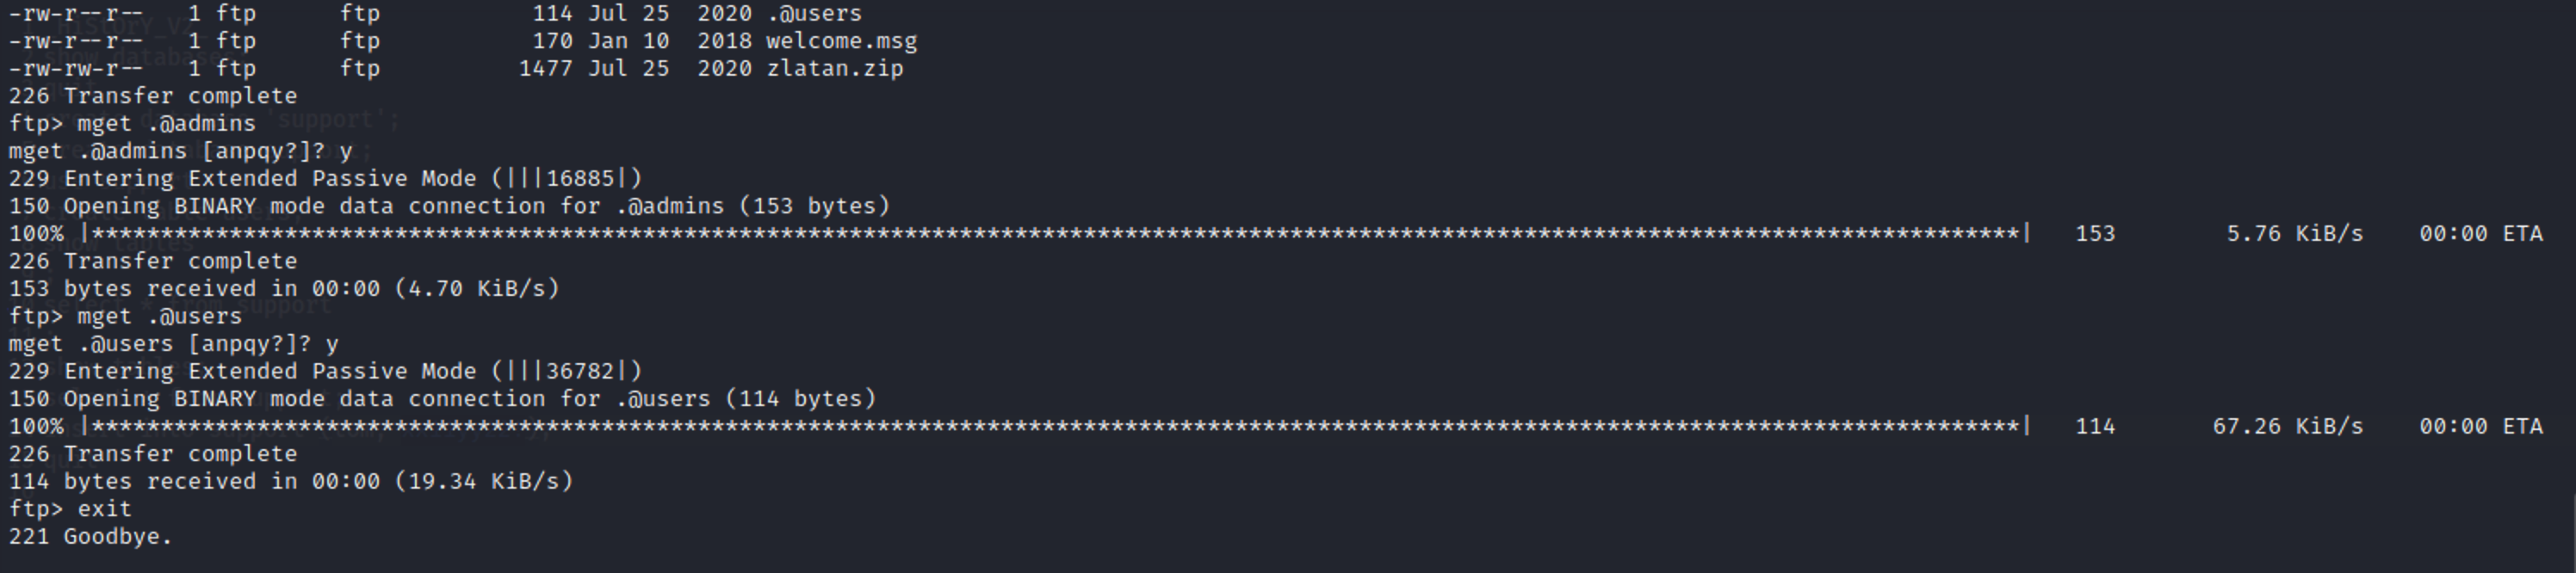 -rw-r--r--   1 ftp      ftp           114 Jul 25  2020 .@users
-rw-r--r--   1 ftp      ftp           170 Jan 10  2018 welcome.msg
-rw-rw-r--   1 ftp      ftp          1477 Jul 25  2020 zlatan.zip
226 Transfer complete
ftp> mget .@admins
mget .@admins [anpqy?]? y
229 Entering Extended Passive Mode (|||16885|)
150 Opening BINARY mode data connection for .@admins (153 bytes)
100% |********************************************************************************************************************************************| 153 5.76 KiB/s 00:00 ETA
226 Transfer complete
153 bytes received in 00:00 (4.70 KiB/s)
ftp> mget .@users
mget .@users [anpqy?]? y
229 Entering Extended Passive Mode (|||36782|)
150 Opening BINARY mode data connection for .@users (114 bytes)
100% |********************************************************************************************************************************************| 114 67.26 KiB/s 00:00 ETA
226 Transfer complete
114 bytes received in 00:00 (19.34 KiB/s)
ftp> exit
221 Goodbye.